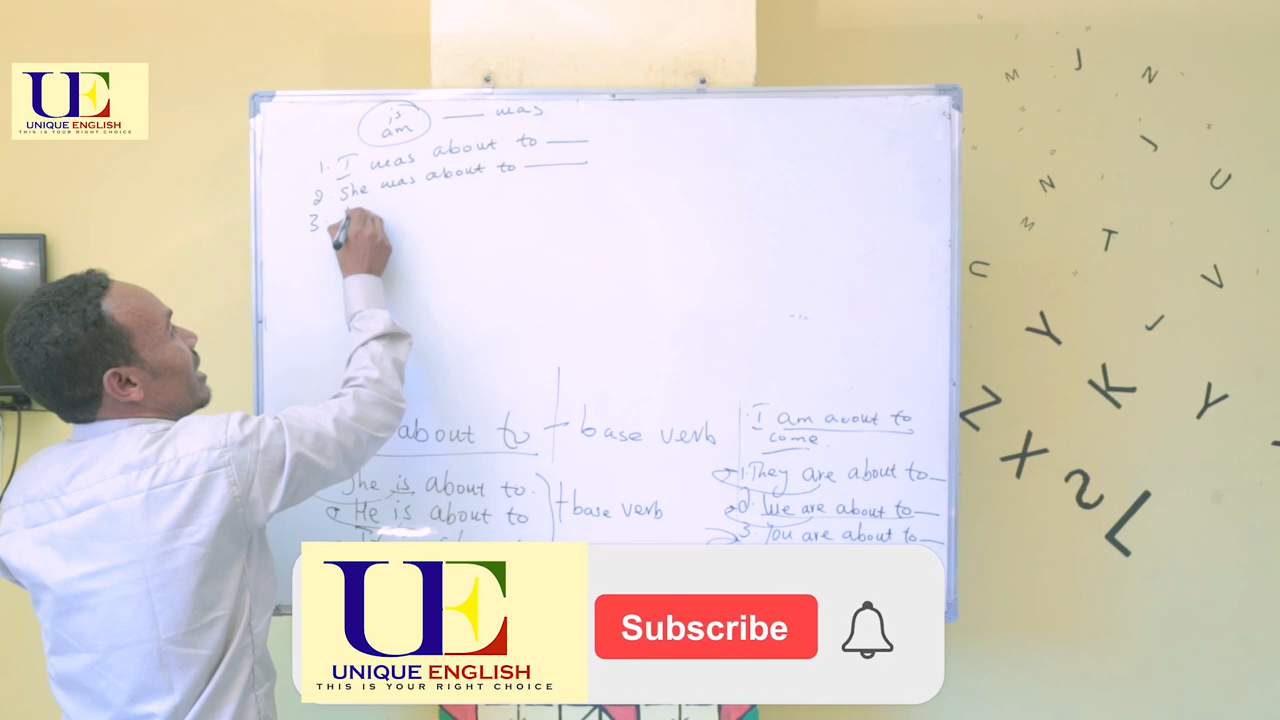 UE
UNIQUE ENGLISH
THIS IS YOUR RIGHT CHOICE
is
am
was
1. I was about to
2. She was about to
3.
about to + base verb
She is about to.
He is about to
+ base verb
I am about to
come.
1. They are about to
2. We are about to
3. You are about to
M J N
J
N U
M T
U V
Y
K Y
Z
X 2 L
UE
UNIQUE ENGLISH
THIS IS YOUR RIGHT CHOICE
Subscribe